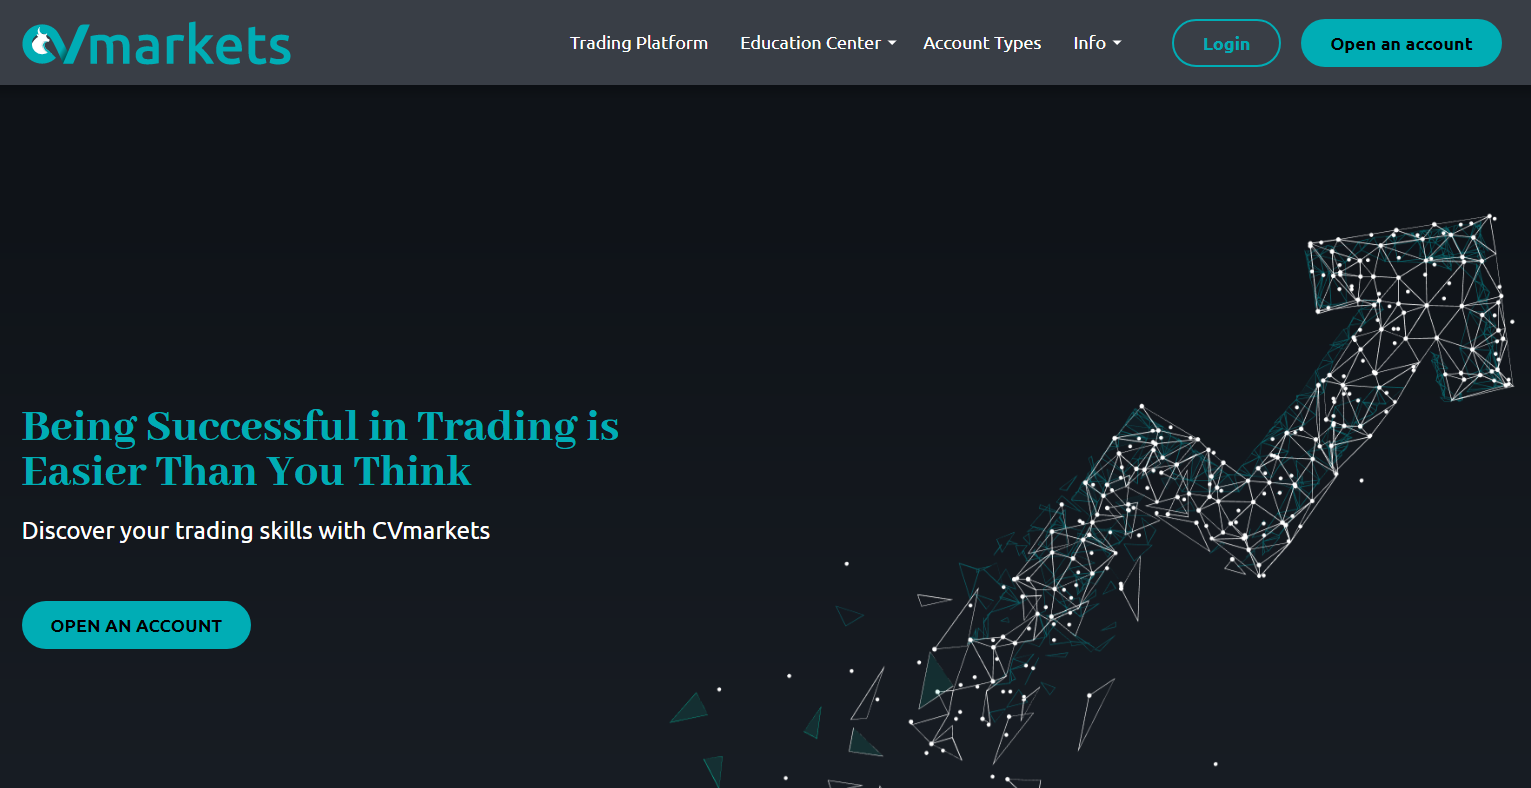 CVmarkets
Trading Platform
Education Center
Account Types
Info
Login
Open an account
Being Successful in Trading is
Easier Than You Think
Discover your trading skills with CVmarkets
OPEN AN ACCOUNT